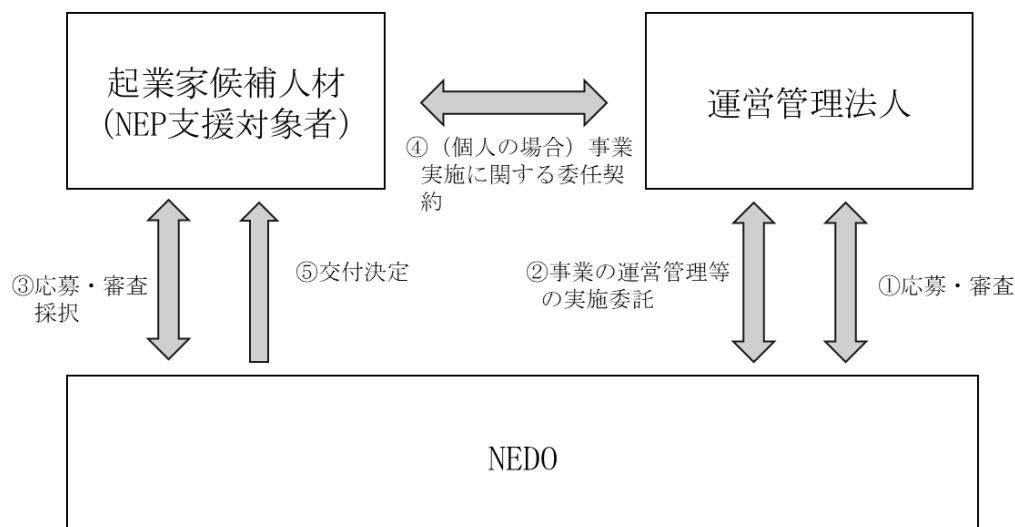 起業家候補人材
(NEP支援対象者)
運営管理法人
④（個人の場合）事業
実施に関する委任契
約
③応募・審査
採択
⑤交付決定
②事業の運営管理等
の実施委託
①応募・審査
NEDO